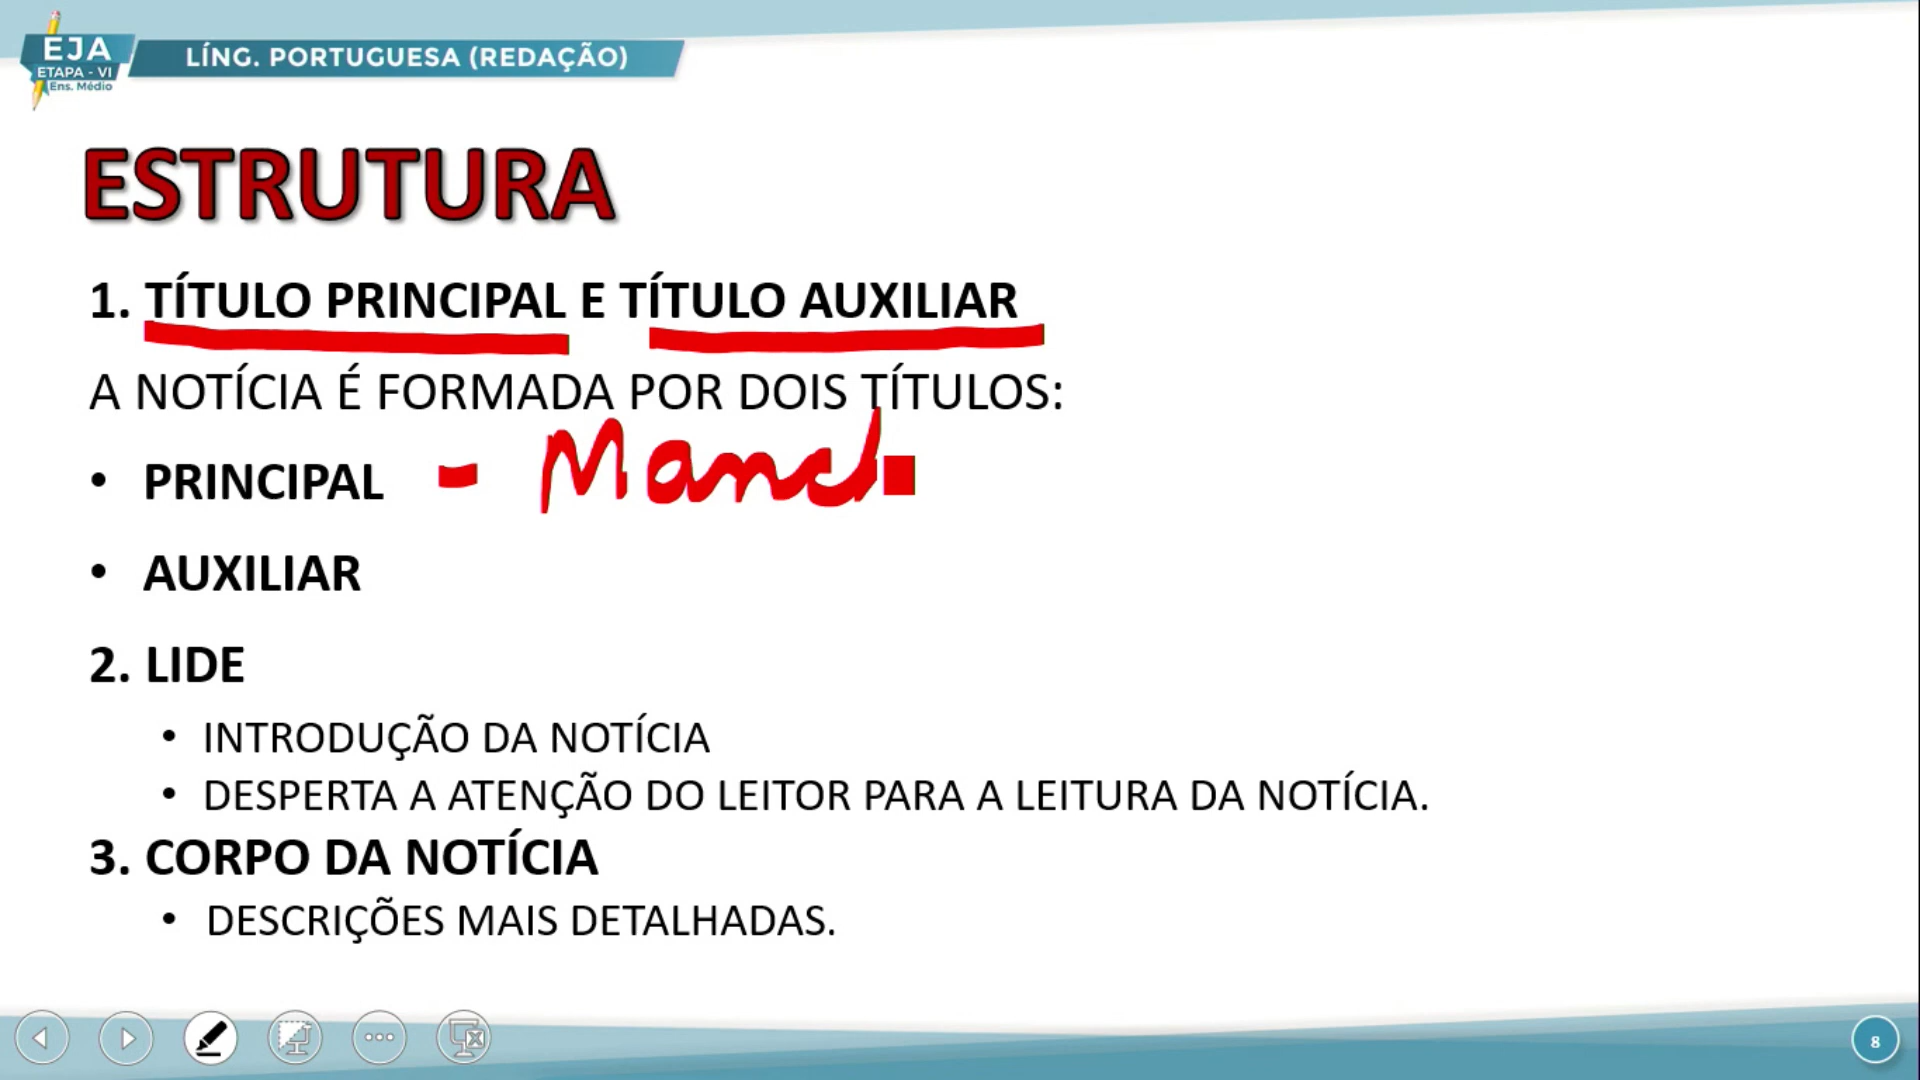 EJA
ETAPA - VI
Ens. Médio
LÍNG. PORTUGUESA (REDAÇÃO)
ESTRUTURA
1. TÍTULO PRINCIPAL E TÍTULO AUXILIAR
A NOTÍCIA É FORMADA POR DOIS TÍTULOS:
• PRINCIPAL - Manc
• AUXILIAR
2. LIDE
• INTRODUÇÃO DA NOTÍCIA
• DESPERTA A ATENÇÃO DO LEITOR PARA A LEITURA DA NOTÍCIA.
3. CORPO DA NOTÍCIA
• DESCRIÇÕES MAIS DETALHADAS.
8